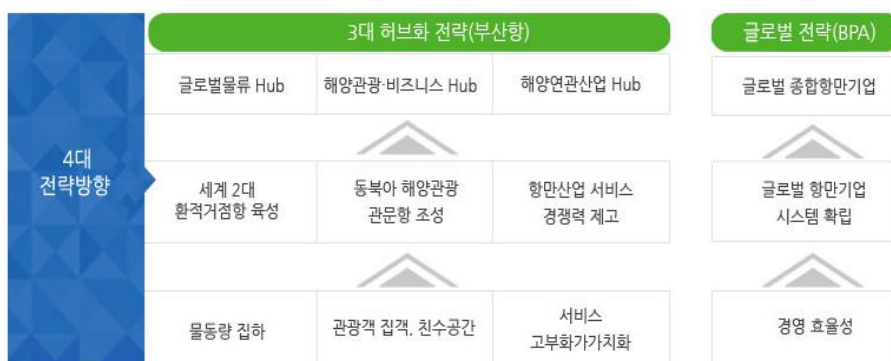 3대 허브화 전략(부산항)
글로벌 전략(BPA)
글로벌물류 Hub
해양관광·비즈니스 Hub
해양연관산업 Hub
글로벌 종합항만기업
4대
전략방향
세계 2대
환적거점항 육성
동북아 해양관광
관문항 조성
항만산업 서비스
경쟁력 제고
글로벌 항만기업
시스템 확립
물동량 집하
관광객 집객, 친수공간
서비스
고부화가가치화
경영 효율성